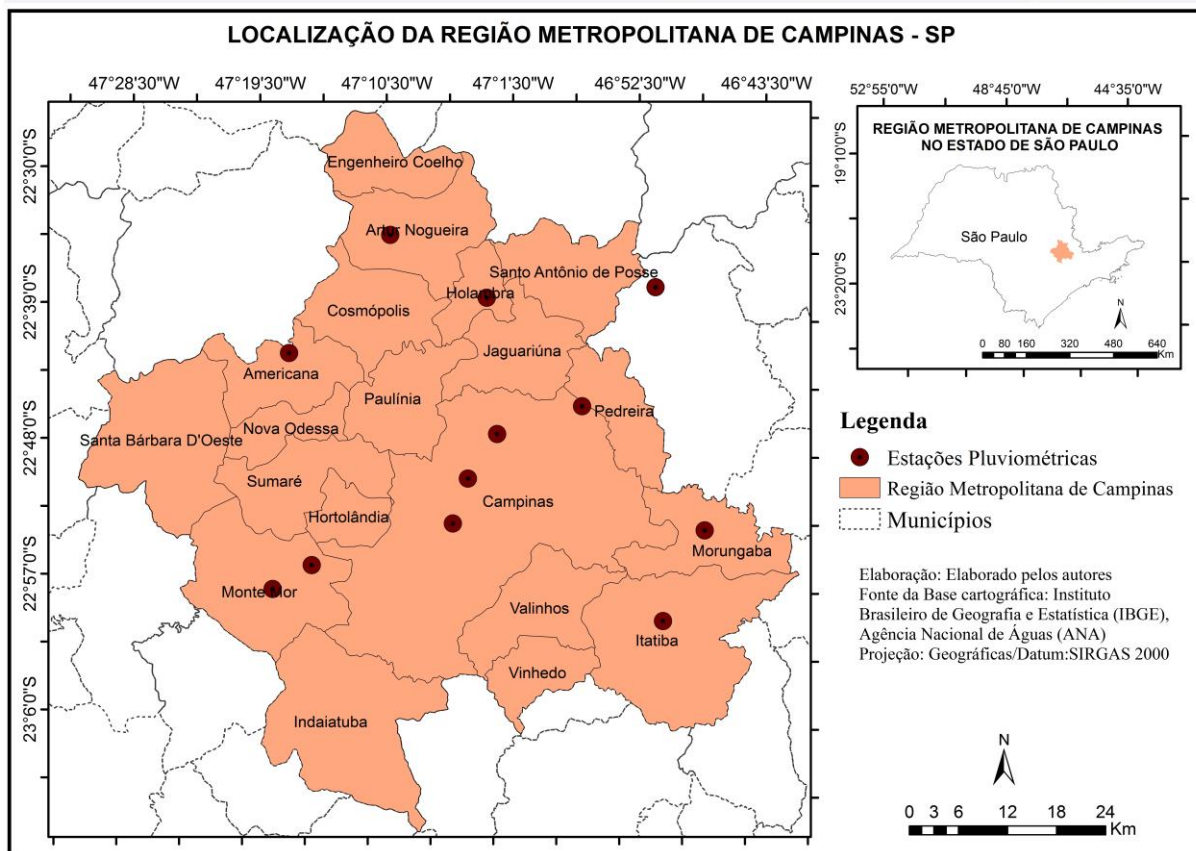 LOCALIZAÇÃO DA REGIÃO METROPOLITANA DE CAMPINAS - SP
47°28'30"W 47°19'30"W 47°10'30"W 47°1'30"W 46°52'30"W 46°43'30"W
22°30'0"S
22°39'0"S
22°48'0"S
22°57'0"S
23°6'0"S
Engenheiro Coelho
Artur Nogueira
Santo Antônio de Posse
Holambra
Cosmópolis
Jaguariúna
Americana
Paulínia
Pedreira
Nova Odessa
Santa Bárbara D'Oeste
Sumaré
Campinas
Hortolândia
Morungaba
Monte Mor
Valinhos
Itatiba
Vinhedo
Indaiatuba
52°55'0"W 48°45'0"W 44°35'0"W
19°10'0"S
23°20'0"S
REGIÃO METROPOLITANA DE CAMPINAS
NO ESTADO DE SÃO PAULO
São Paulo
N
0 80 160 320 480 640
Km
Legenda
Estações Pluviométricas
Região Metropolitana de Campinas
Municípios
Elaboração: Elaborado pelos autores
Fonte da Base cartográfica: Instituto
Brasileiro de Geografia e Estatística (IBGE),
Agência Nacional de Águas (ANA)
Projeção: Geográficas/Datum:SIRGAS 2000
N
0 3 6 12 18 24
Km